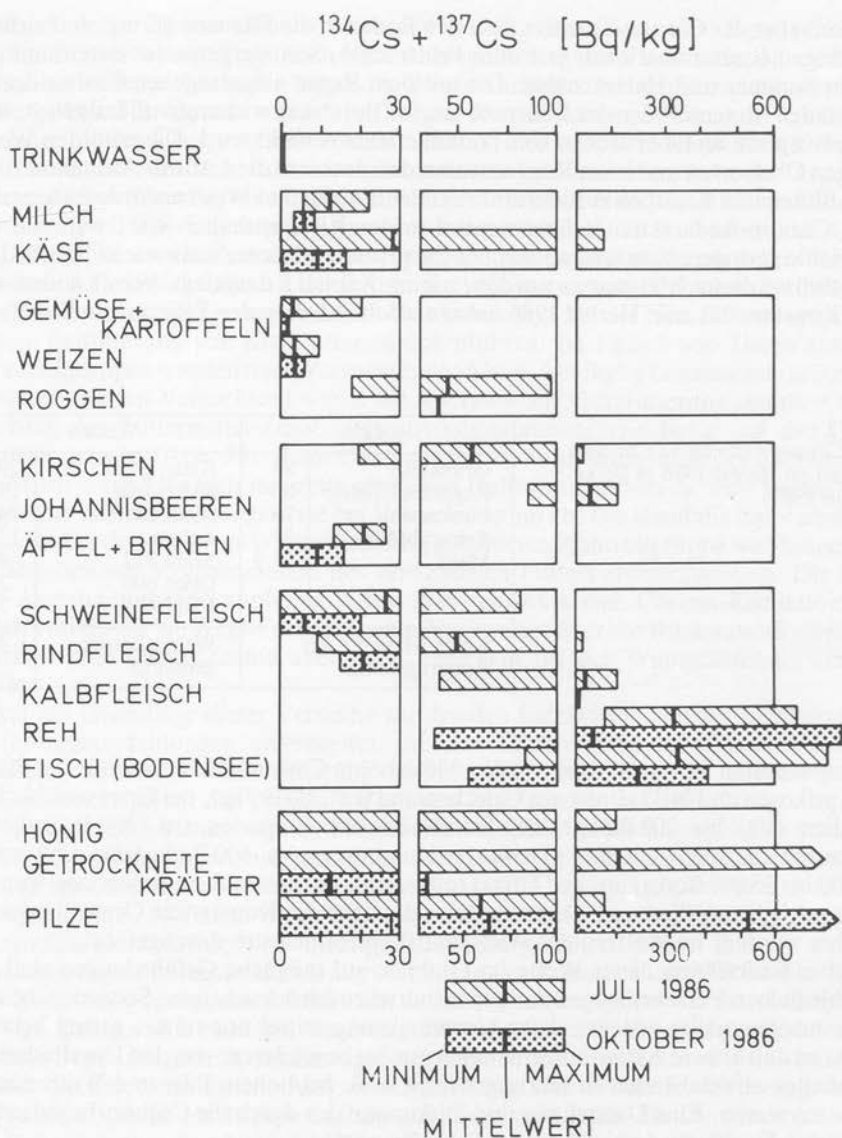 ¹³⁴Cs + ¹³⁷Cs [Bq/kg]
0 30 50 100 300 600
TRINKWASSER
MILCH
KÄSE
GEMÜSE +
KARTOFFELN
WEIZEN
ROGGEN
KIRSCHEN
JOHANNISBEEREN
ÄPFEL + BIRNEN
SCHWEINEFLEISCH
RINDFLEISCH
KALBFLEISCH
REH
FISCH (BODENSEE)
HONIG
GETROCKNETE
KRÄUTER
PILZE
0 50 100 300 600
JULI 1986
OKTOBER 1986
MINIMUM MAXIMUM
MITTELWERT